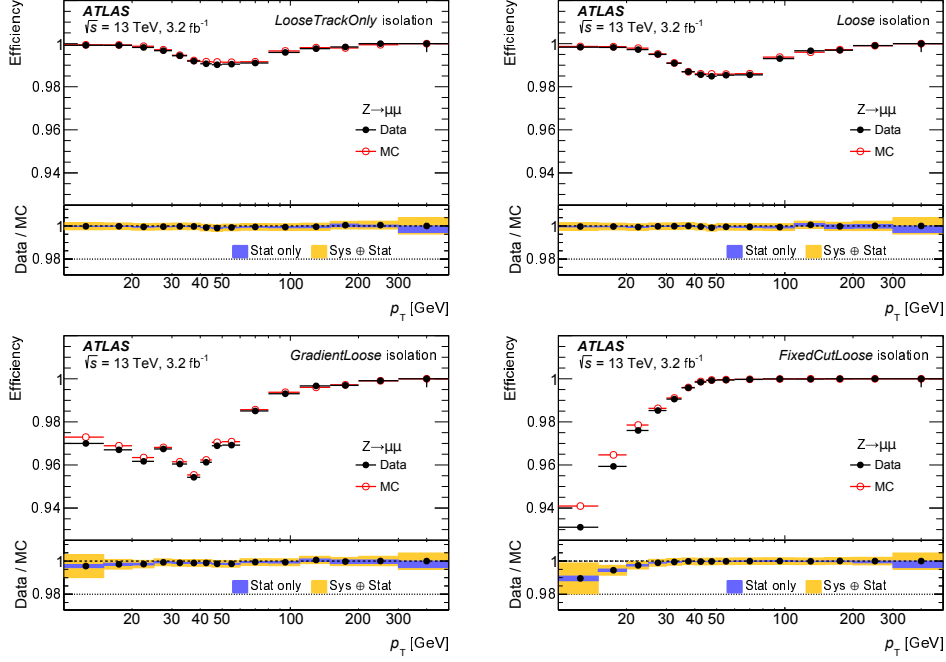 ATLAS
√s = 13 TeV, 3.2 fb-1
LooseTrackOnly isolation
Efficiency
1
0.98
0.96
0.94
Z→μμ
Data
MC
Data / MC
1
0.98
Stat only
Sys ⊕ Stat
20
30
40
50
100
200
300
pT [GeV]
ATLAS
√s = 13 TeV, 3.2 fb-1
Loose isolation
Efficiency
1
0.98
0.96
0.94
Z→μμ
Data
MC
Data / MC
1
0.98
Stat only
Sys ⊕ Stat
20
30
40
50
100
200
300
pT [GeV]
ATLAS
√s = 13 TeV, 3.2 fb-1
GradientLoose isolation
Efficiency
1
0.98
0.96
0.94
Z→μμ
Data
MC
Data / MC
1
0.98
Stat only
Sys ⊕ Stat
20
30
40
50
100
200
300
pT [GeV]
ATLAS
√s = 13 TeV, 3.2 fb-1
FixedCutLoose isolation
Efficiency
1
0.98
0.96
0.94
Z→μμ
Data
MC
Data / MC
1
0.98
Stat only
Sys ⊕ Stat
20
30
40
50
100
200
300
pT [GeV]